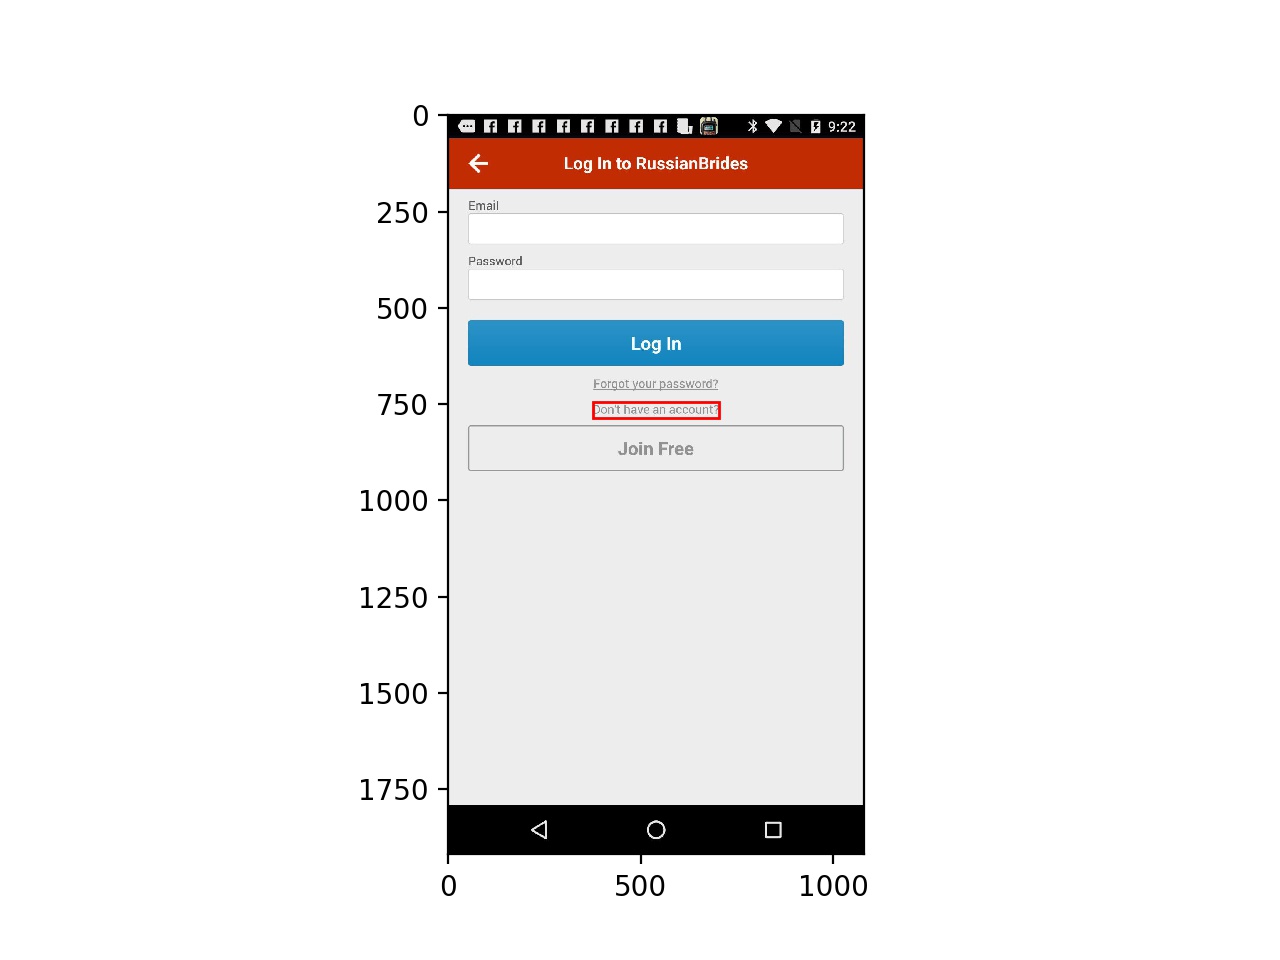 0
250
500
750
1000
1250
1500
1750
9:22
Log In to RussianBrides
Email
Password
Log In
Forgot your password?
Don't have an account?
Join Free
0 500 1000